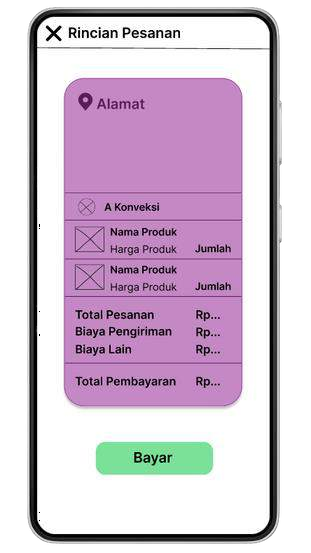 Rincian Pesanan
Alamat
A Konveksi
Nama Produk
Harga Produk Jumlah
Nama Produk
Harga Produk Jumlah
Total Pesanan Rp...
Biaya Pengiriman Rp...
Biaya Lain Rp...
Total Pembayaran Rp...
Bayar